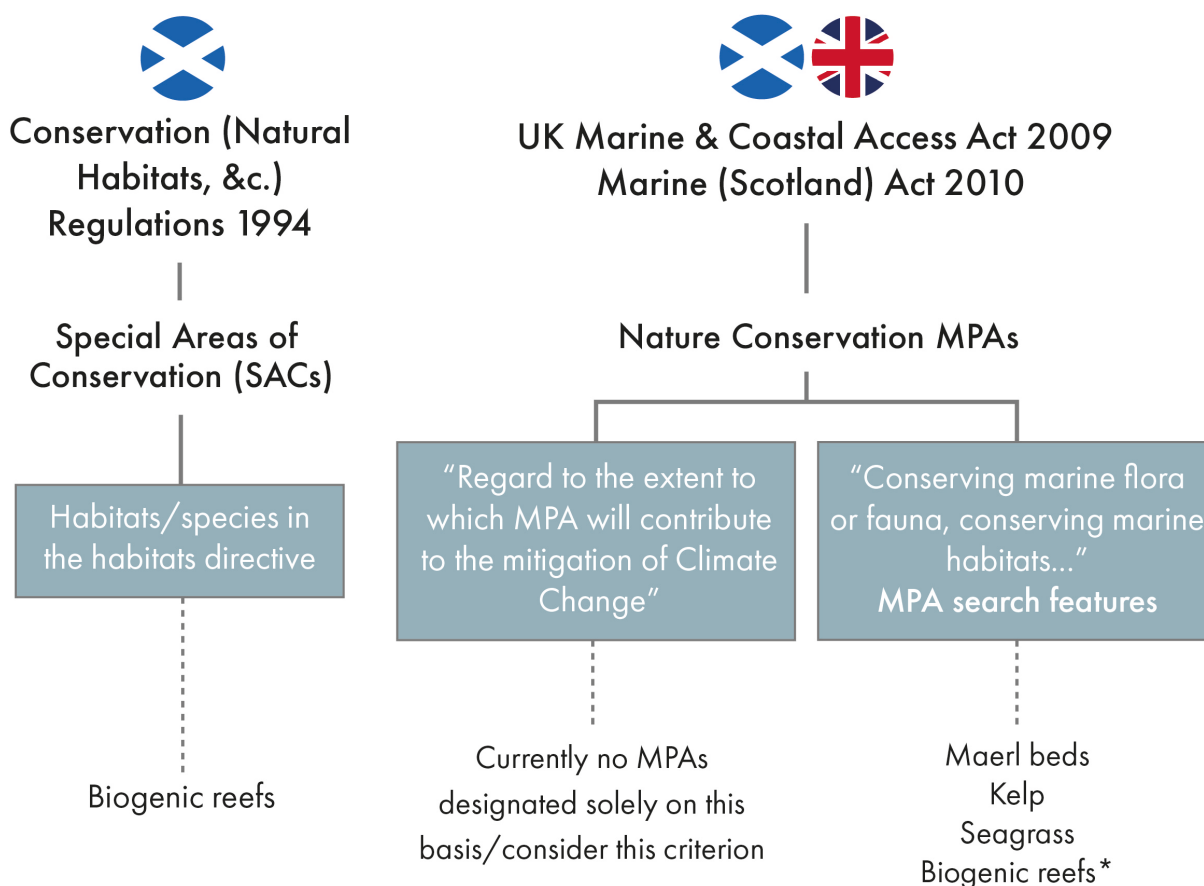 Conservation (Natural
Habitats, &c.)
Regulations 1994
Special Areas of
Conservation (SACs)
Habitats/species in
the habitats directive
Biogenic reefs
UK Marine & Coastal Access Act 2009
Marine (Scotland) Act 2010
Nature Conservation MPAs
“Regard to the extent to
which MPA will contribute
to the mitigation of Climate
Change”
Currently no MPAs
designated solely on this
basis/consider this criterion
“Conserving marine flora
or fauna, conserving marine
habitats...”
MPA search features
Maerl beds
Kelp
Seagrass
Biogenic reefs*